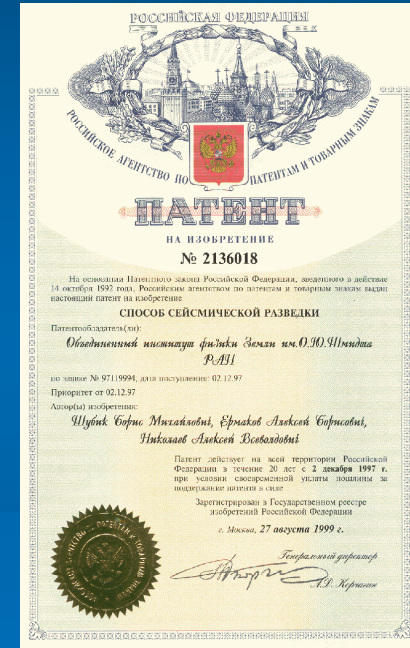 РОССИЙСКАЯ ФЕДЕРАЦИЯ
РОССИЙСКОЕ АГЕНТСТВО ПО ПАТЕНТАМ И ТОВАРНЫМ ЗНАКАМ
ПАТЕНТ
НА ИЗОБРЕТЕНИЕ
№ 2136018
На основании Патентного закона Российской Федерации, введенного в действие
14 октября 1992 года, Российским агентством по патентам и товарным знакам выдан
настоящий патент на изобретение
СПОСОБ СЕЙСМИЧЕСКОЙ РАЗВЕДКИ
Патентообладатель(ли):
Объединенный институт физики Земли им.О.Ю.Шмидта
РАН
по заявке № 97119994, дата поступления: 02.12.97
Приоритет от 02.12.97
Автор(ы) изобретения:
Шубик Борис Михайлович, Ермаков Алексей Борисович,
Николаев Алексей Всеволдович
Патент действует на всей территории Российской
Федерации в течение 20 лет с 2 декабря 1997 г.
при условии своевременной уплаты пошлины за
поддержание патента в силе
Зарегистрирован в Государственном реестре
изобретений Российской Федерации
г. Москва, 27 августа 1999 г.
Генеральный директор
А.Д. Корчагин